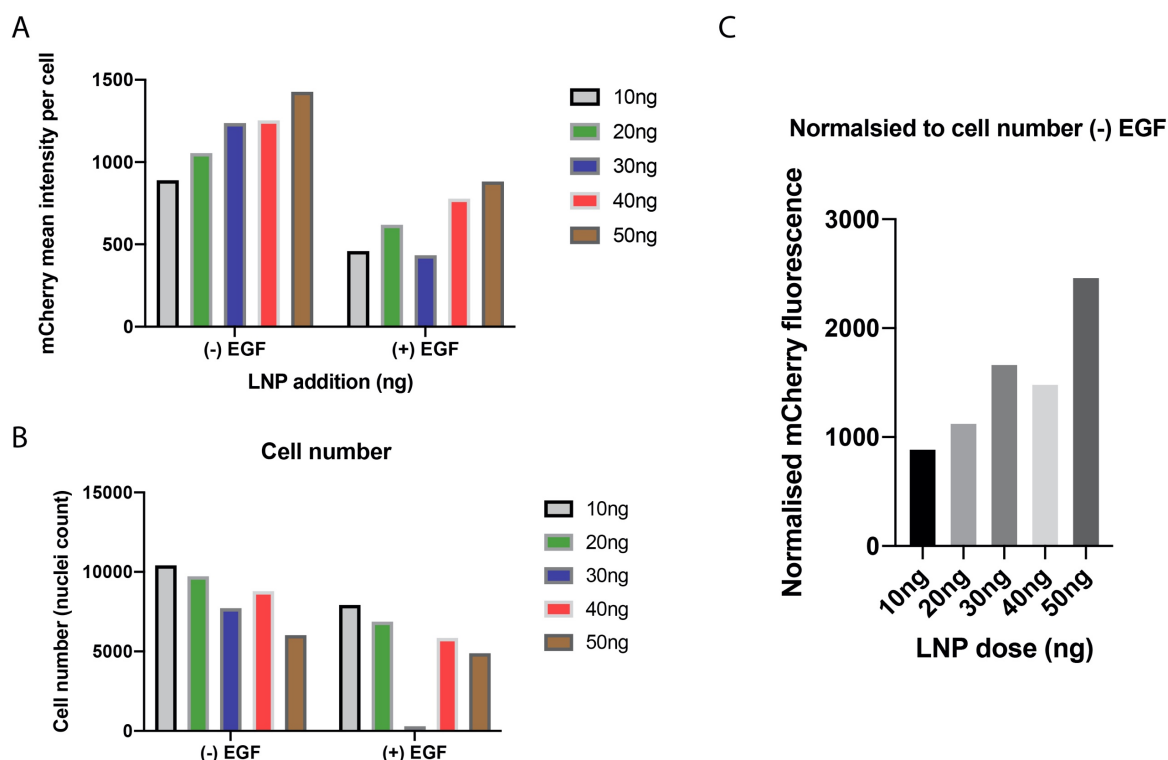 A
mCherry mean intensity per cell
1500
1000
500
0
(-) EGF
(+) EGF
LNP addition (ng)
10ng
20ng
30ng
40ng
50ng
B
Cell number
Cell number (nuclei count)
15000
10000
5000
0
(-) EGF
(+) EGF
10ng
20ng
30ng
40ng
50ng
C
Normalsied to cell number (-) EGF
Normalised mCherry fluorescence
3000
2000
1000
0
10ng
20ng
30ng
40ng
50ng
LNP dose (ng)